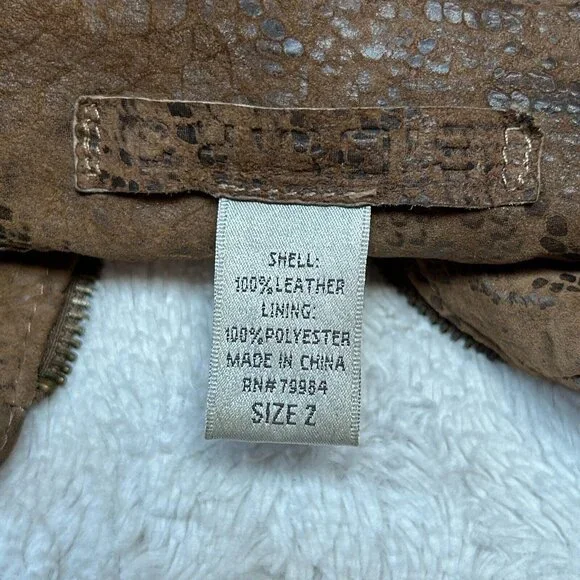 SHELL:
100%LEATHER
LINING:
100%POLYESTER
MADE IN CHINA
RN#79984
SIZE 2